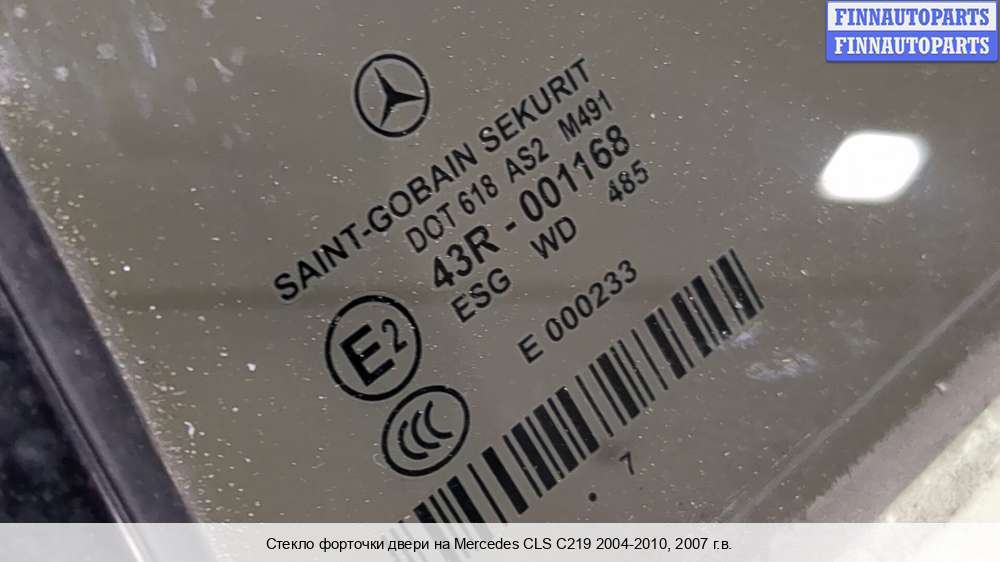 FINNAUTOPARTS
FINNAUTOPARTS
SAINT-GOBAIN SEKURIT
DOT 618 AS2 M491
43R - 001168
ESG WD 485
E2
E 000233
CCC
7
Стекло форточки двери на Mercedes CLS C219 2004-2010, 2007 г.в.